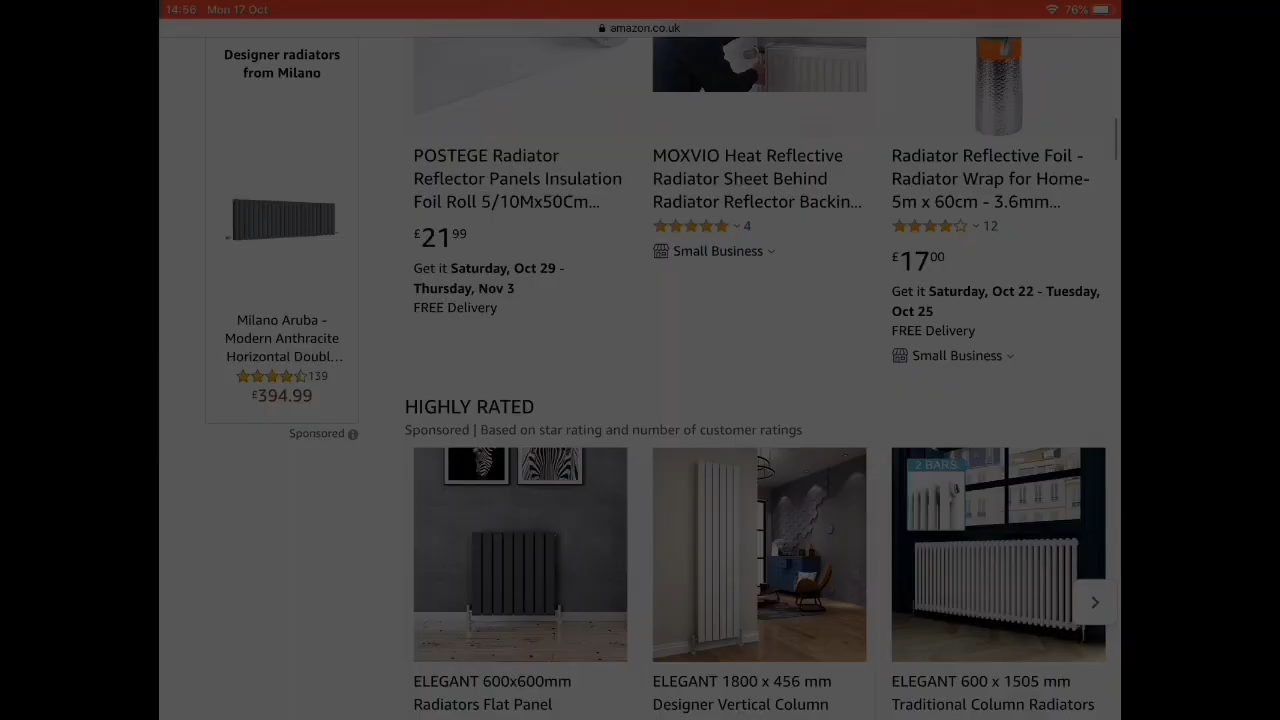 14:56 Mon 17 Oct
76%
amazon.co.uk
Designer radiators
from Milano
Milano Aruba -
Modern Anthracite
Horizontal Doubl...
139
£394.99
Sponsored
POSTEGE Radiator
Reflector Panels Insulation
Foil Roll 5/10Mx50Cm...
£21.99
Get it Saturday, Oct 29 -
Thursday, Nov 3
FREE Delivery
MOXVIO Heat Reflective
Radiator Sheet Behind
Radiator Reflector Backin...
4
Small Business
Radiator Reflective Foil -
Radiator Wrap for Home-
5m x 60cm - 3.6mm...
12
£17.00
Get it Saturday, Oct 22 - Tuesday,
Oct 25
FREE Delivery
Small Business
HIGHLY RATED
Sponsored | Based on star rating and number of customer ratings
2 BARS
ELEGANT 600x600mm
Radiators Flat Panel
ELEGANT 1800 x 456 mm
Designer Vertical Column
ELEGANT 600 x 1505 mm
Traditional Column Radiators